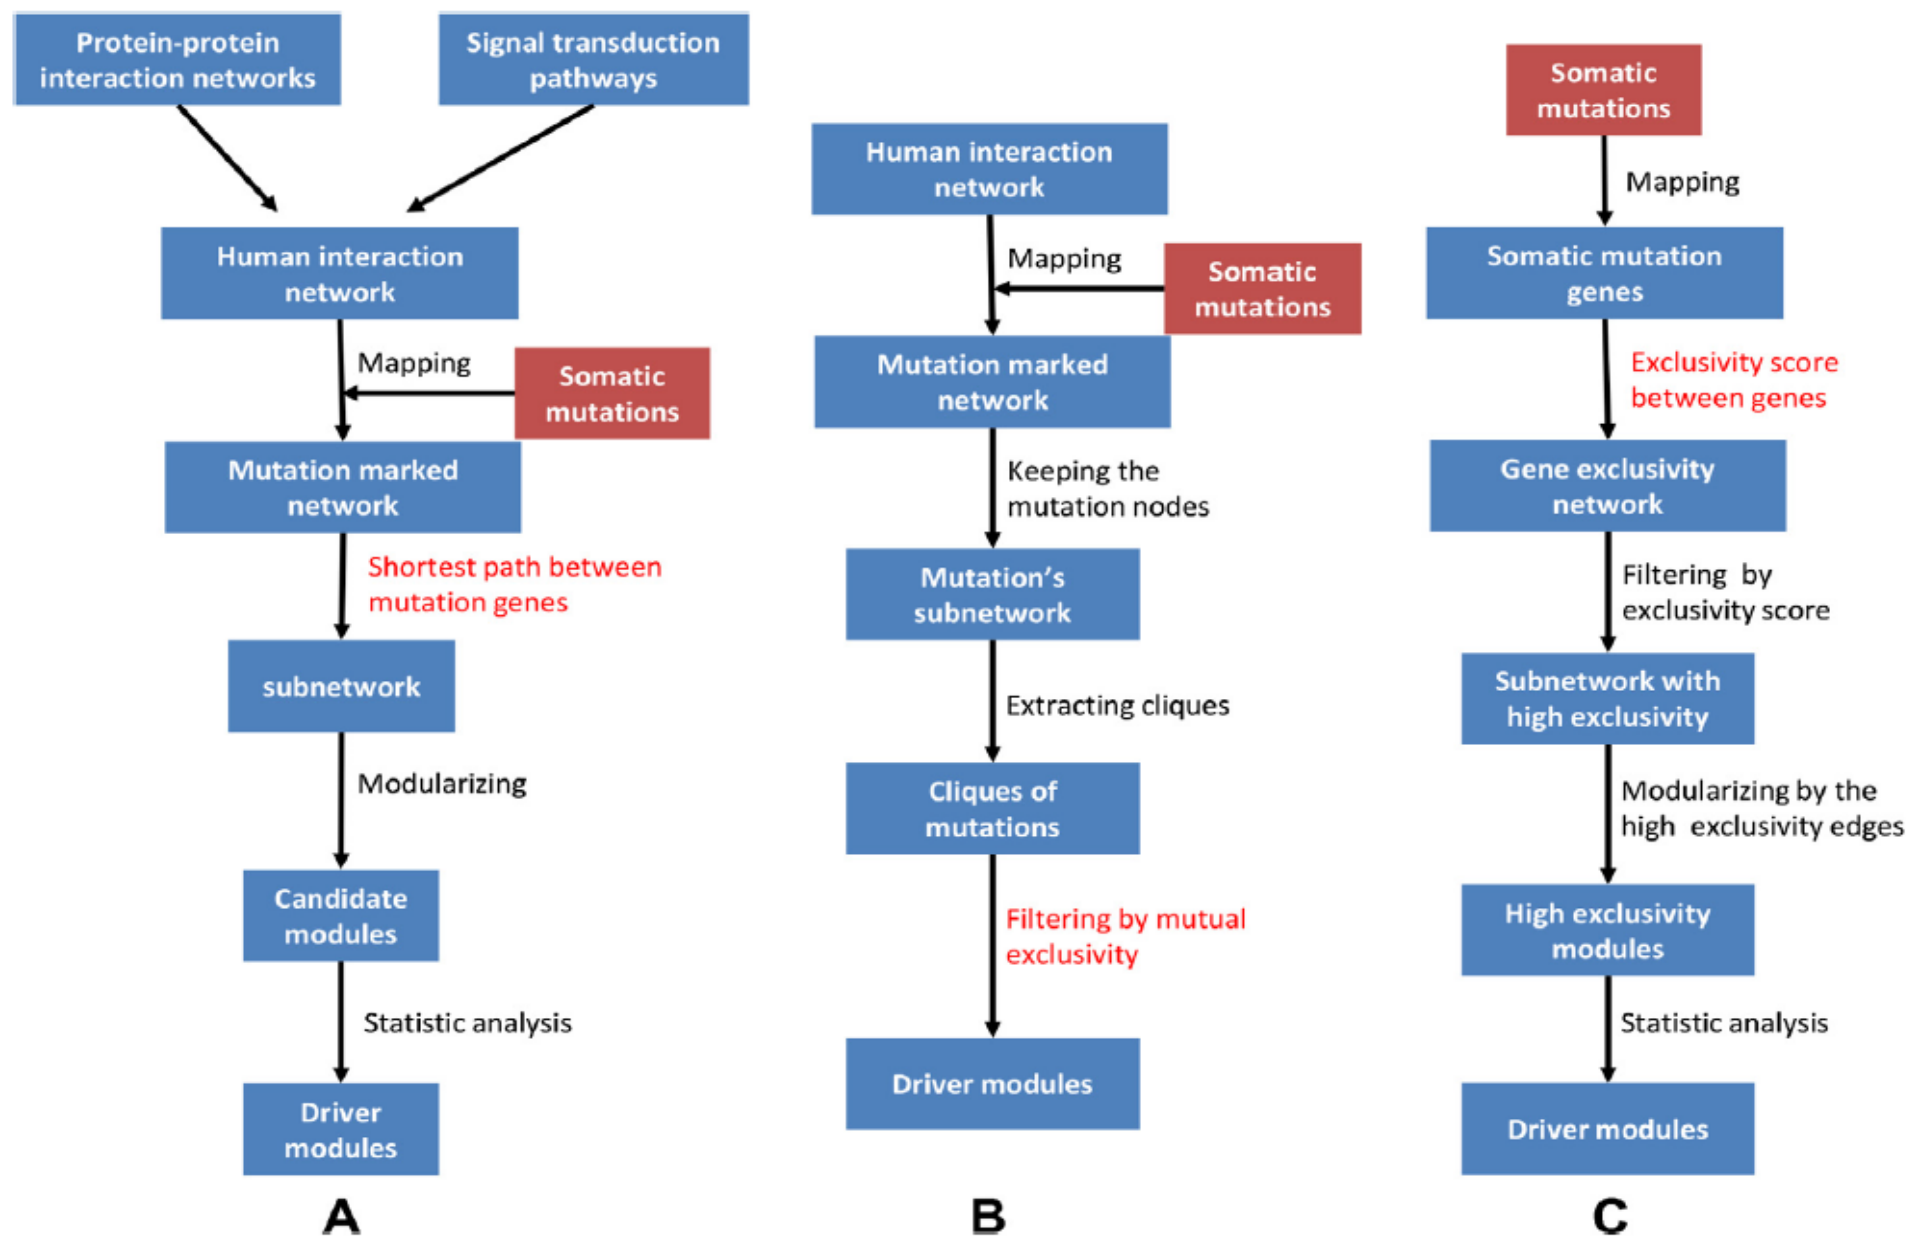 Protein-protein
interaction networks
Signal transduction
pathways
Human interaction
network
Mapping
Somatic
mutations
Mutation marked
network
Shortest path between
mutation genes
subnetwork
Modularizing
Candidate
modules
Statistic analysis
Driver
modules
A
Human interaction
network
Mapping
Somatic
mutations
Mutation marked
network
Keeping the
mutation nodes
Mutation's
subnetwork
Extracting cliques
Cliques of
mutations
Filtering by mutual
exclusivity
Driver modules
B
Somatic
mutations
Mapping
Somatic mutation
genes
Exclusivity score
between genes
Gene exclusivity
network
Filtering by
exclusivity score
Subnetwork with
high exclusivity
Modularizing by the
high exclusivity edges
High exclusivity
modules
Statistic analysis
Driver modules
C